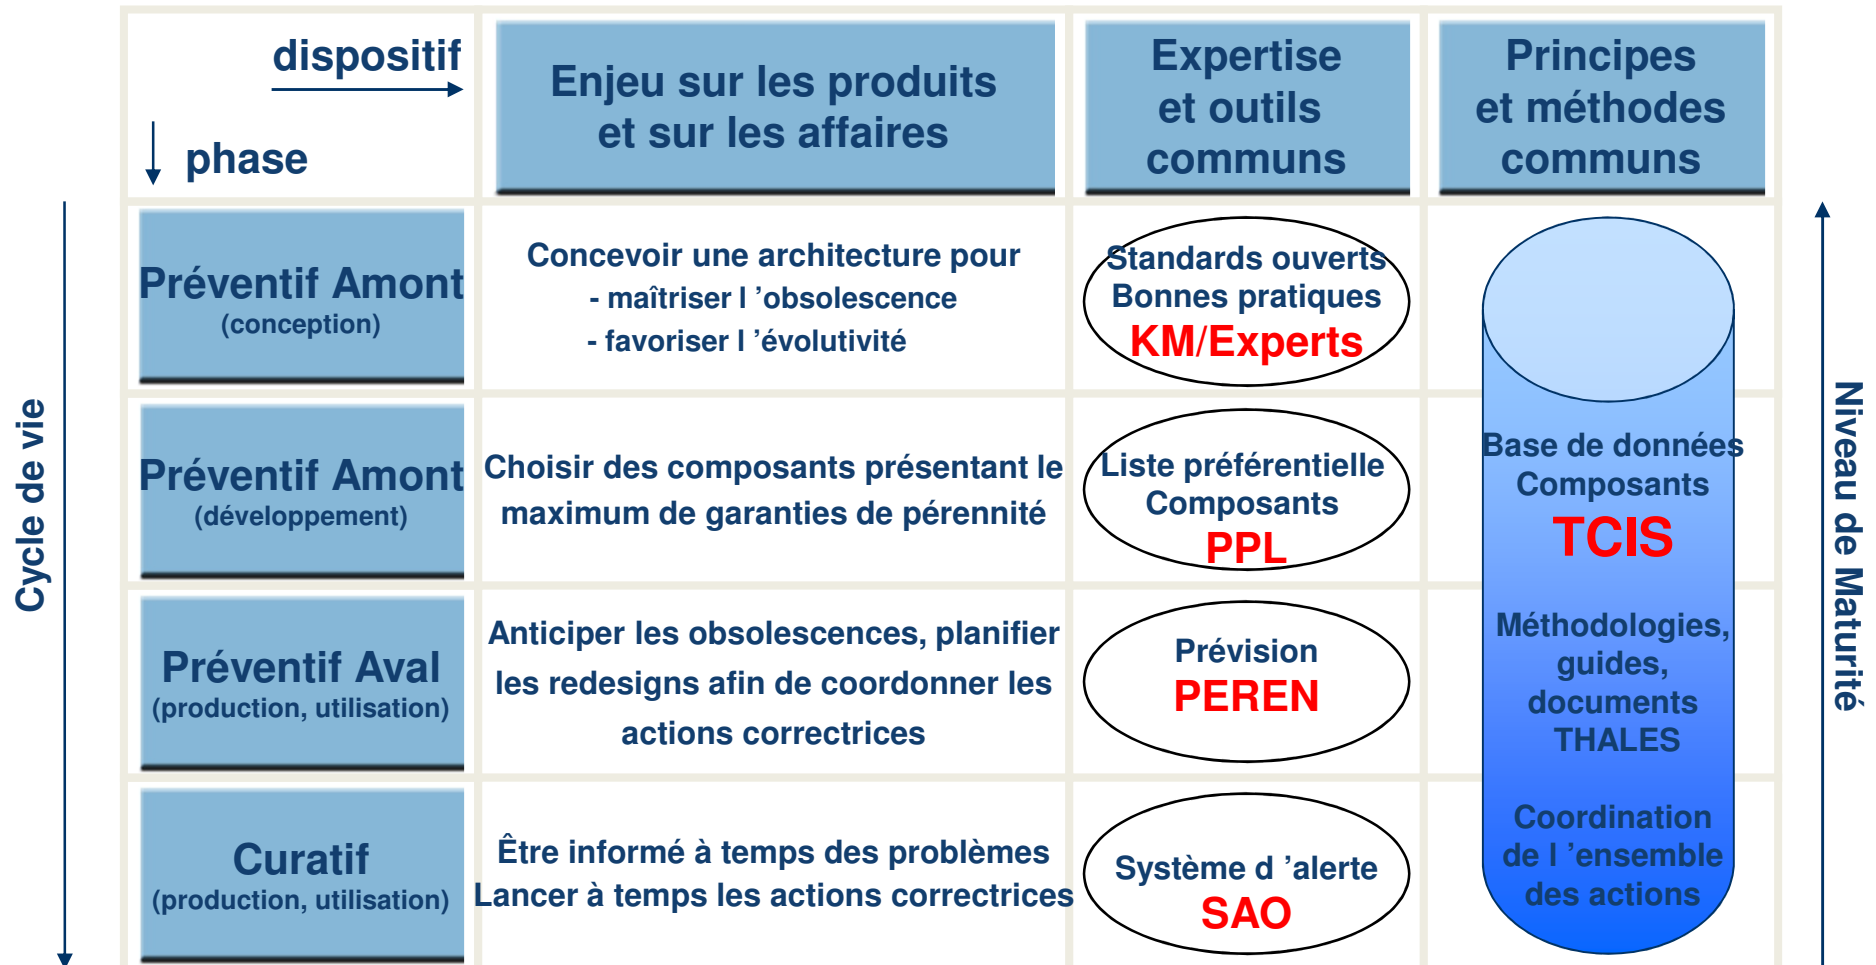 dispositif
phase
Enjeu sur les produits
et sur les affaires
Expertise
et outils
communs
Principes
et méthodes
communs
Cycle de vie
Préventif Amont
(conception)
Concevoir une architecture pour
- maîtriser l ’obsolescence
- favoriser l ’évolutivité
Standards ouverts
Bonnes pratiques
KM/Experts
Préventif Amont
(développement)
Choisir des composants présentant le
maximum de garanties de pérennité
Liste préférentielle
Composants
PPL
Préventif Aval
(production, utilisation)
Anticiper les obsolescences, planifier
les redesigns afin de coordonner les
actions correctrices
Prévision
PEREN
Curatif
(production, utilisation)
Être informé à temps des problèmes
Lancer à temps les actions correctrices
Système d ’alerte
SAO
Base de données
Composants
TCIS
Méthodologies,
guides,
documents
THALES
Coordination
de l ’ensemble
des actions
Niveau de Maturité